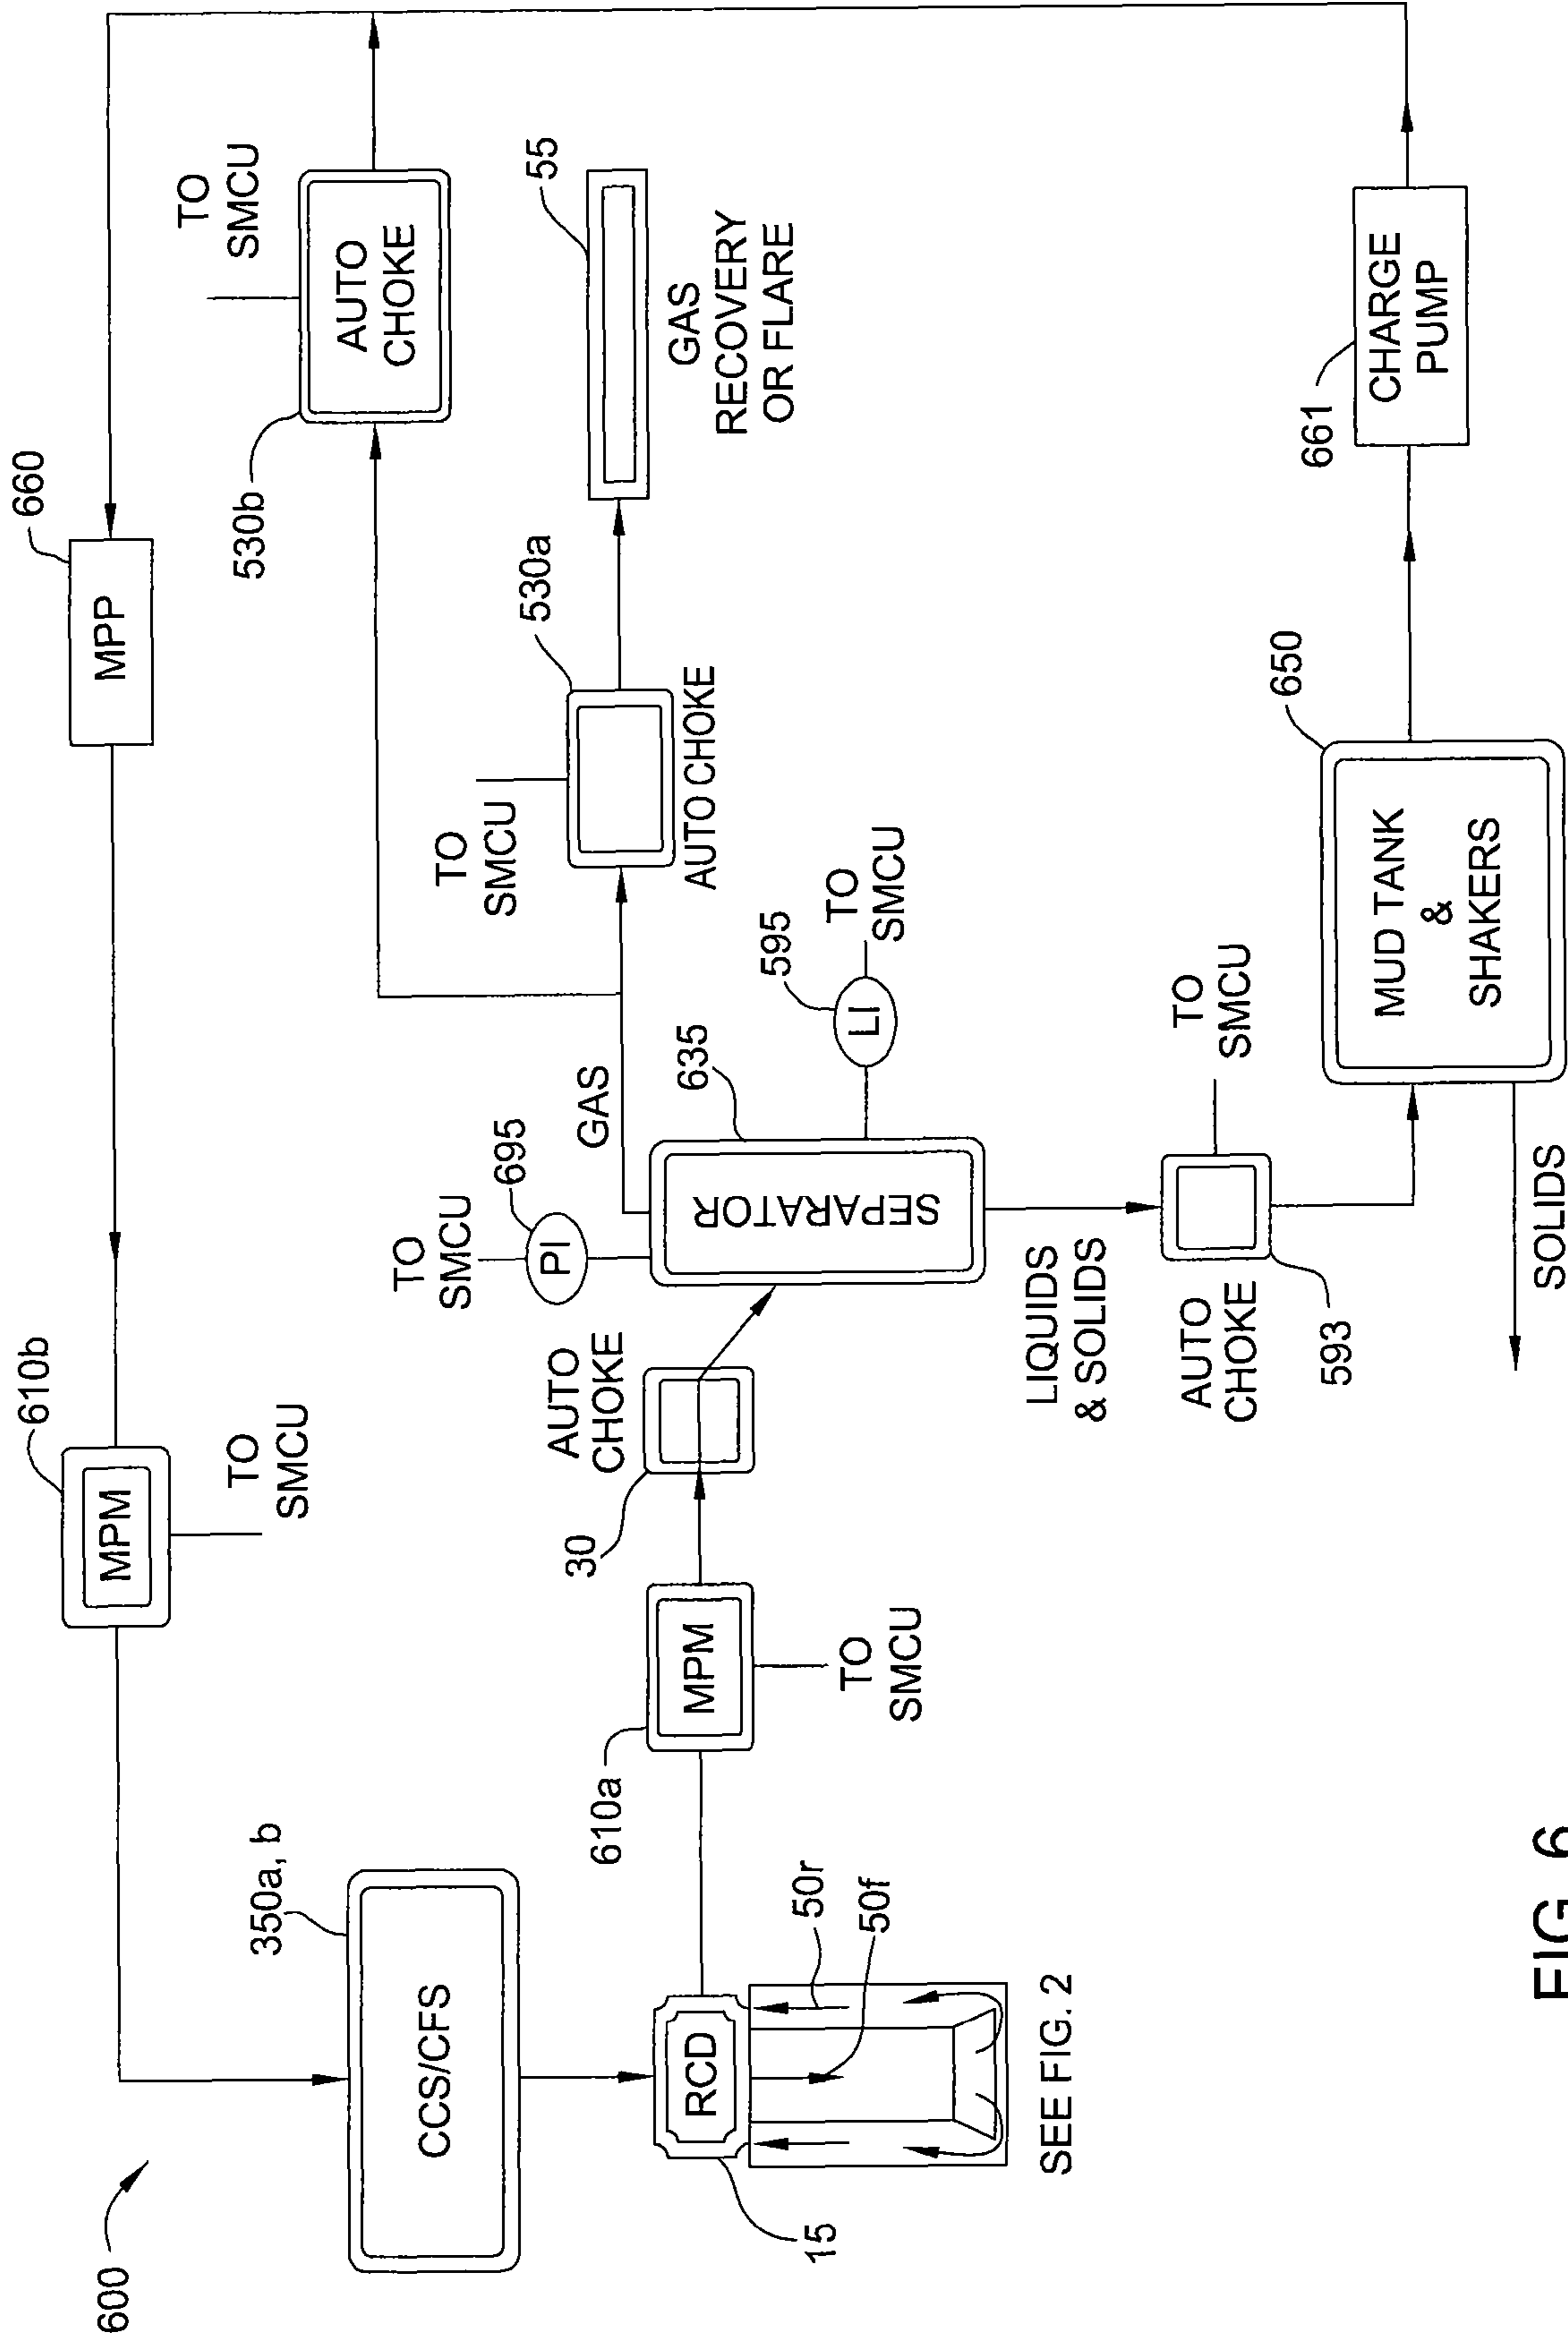 600
350a, b
CCS/CFS
610b
MPM
TO
SMCU
660
MPP
530b
AUTO
CHOKE
TO
SMCU
15
RCD
50r
50f
SEE FIG. 2
610a
MPM
TO
SMCU
30
AUTO
CHOKE
TO
SMCU
PI
695
GAS
SEPARATOR
635
595
LI
TO
SMCU
TO
SMCU
530a
AUTO CHOKE
55
GAS
RECOVERY
OR FLARE
LIQUIDS
& SOLIDS
AUTO
CHOKE
593
TO
SMCU
650
MUD TANK
&
SHAKERS
SOLIDS
661
CHARGE
PUMP
FIG. 6